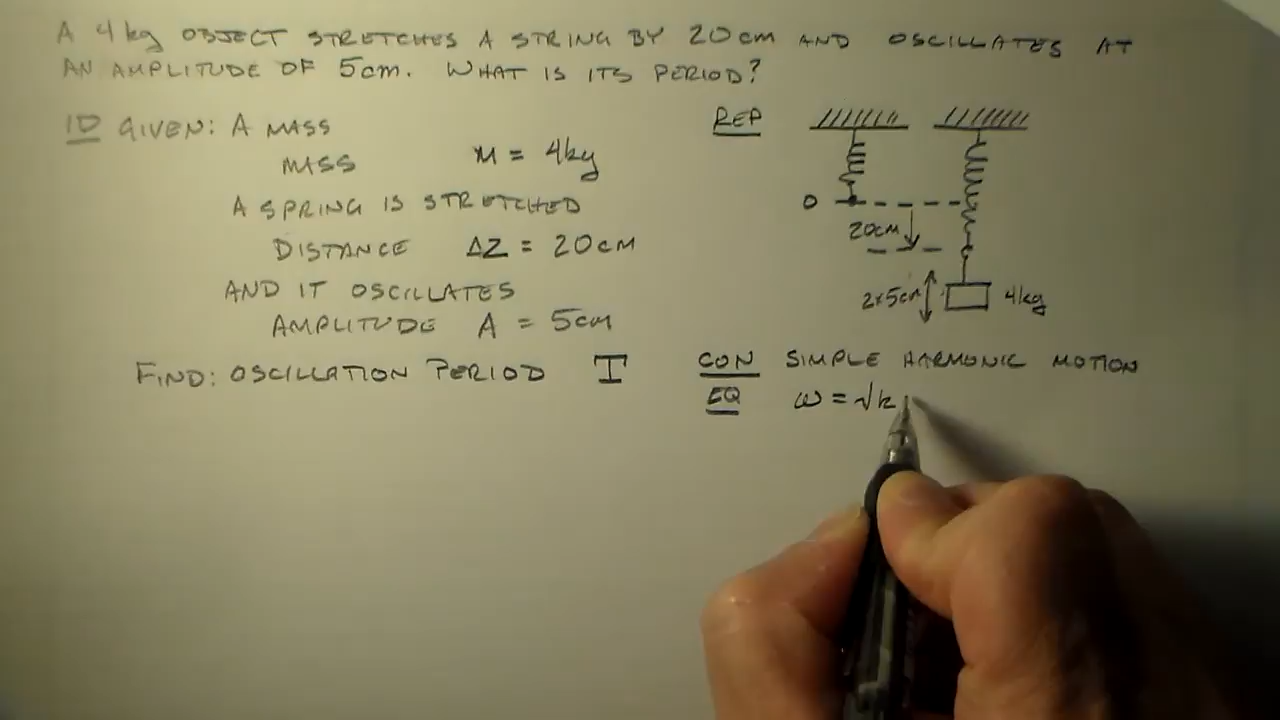 A 4kg OBJECT STRETCHES A STRING BY 20cm AND OSCILLATES AT
AN AMPLITUDE OF 5cm. WHAT IS ITS PERIOD?
ID GIVEN: A MASS
MASS M = 4kg
A SPRING IS STRETCHED
DISTANCE ΔZ = 20cm
AND IT OSCILLATES
AMPLITUDE A = 5cm
FIND: OSCILLATION PERIOD T
REP
0
20cm
2x5cm 4kg
CON SIMPLE HARMONIC MOTION
EQ ω = √k